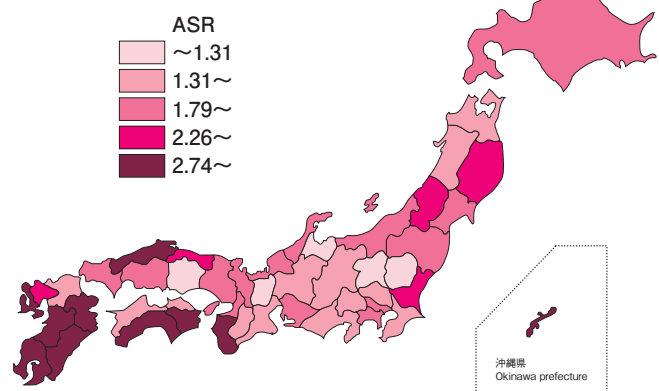 ASR
〜1.31
1.31〜
1.79〜
2.26〜
2.74〜
沖縄県
Okinawa prefecture